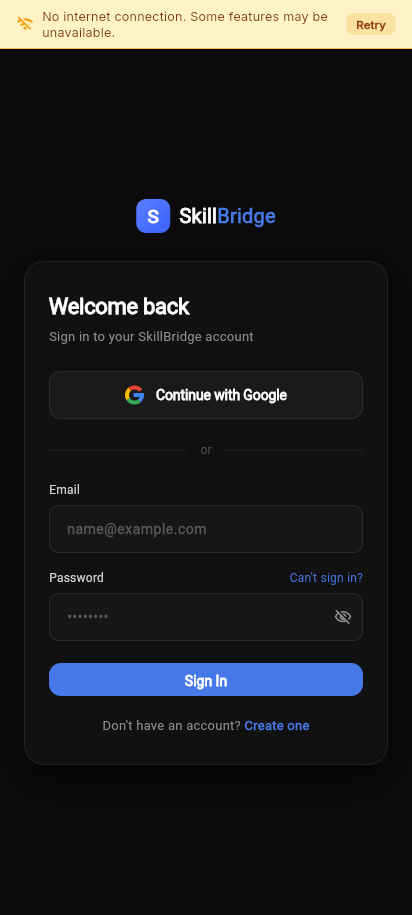 No internet connection. Some features may be
unavailable.
Retry
S
SkillBridge
Welcome back
Sign in to your SkillBridge account
Continue with Google
or
Email
name@example.com
Password
Can't sign in?
••••••••
Sign In
Don't have an account? Create one